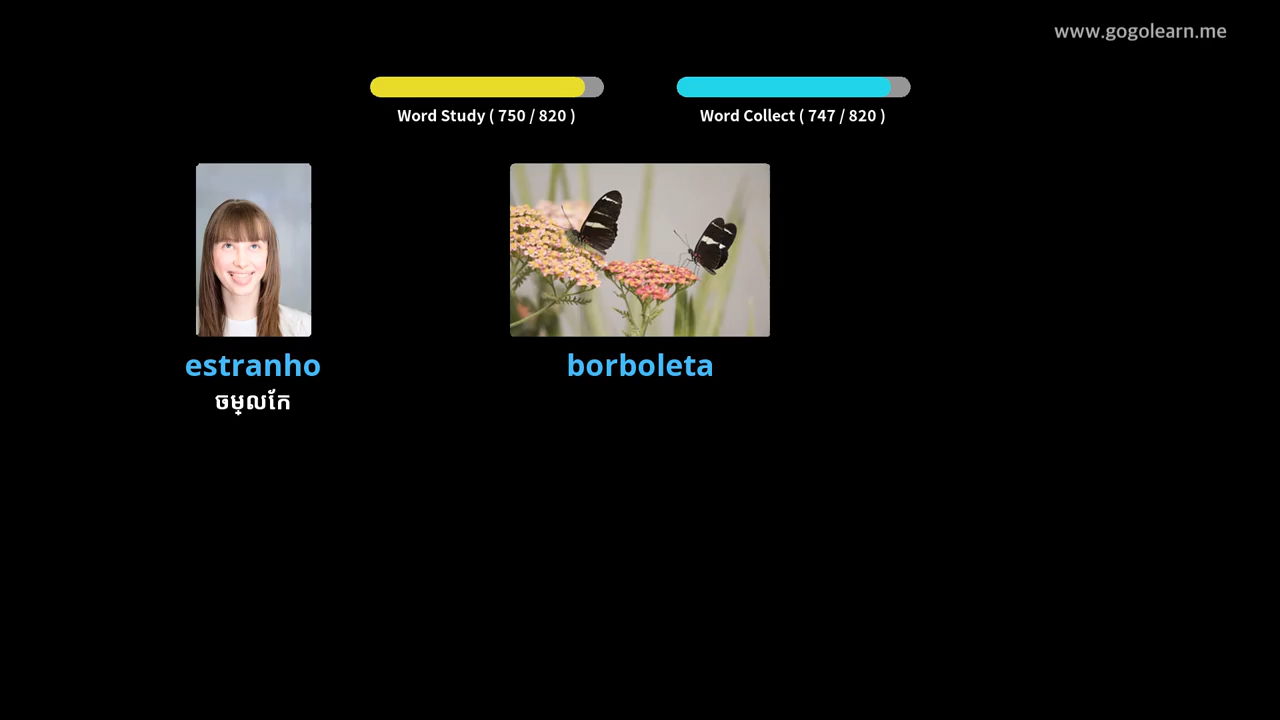 www.gogolearn.me
Word Study ( 750 / 820 )
Word Collect ( 747 / 820 )
estranho
ចម្លែក
borboleta